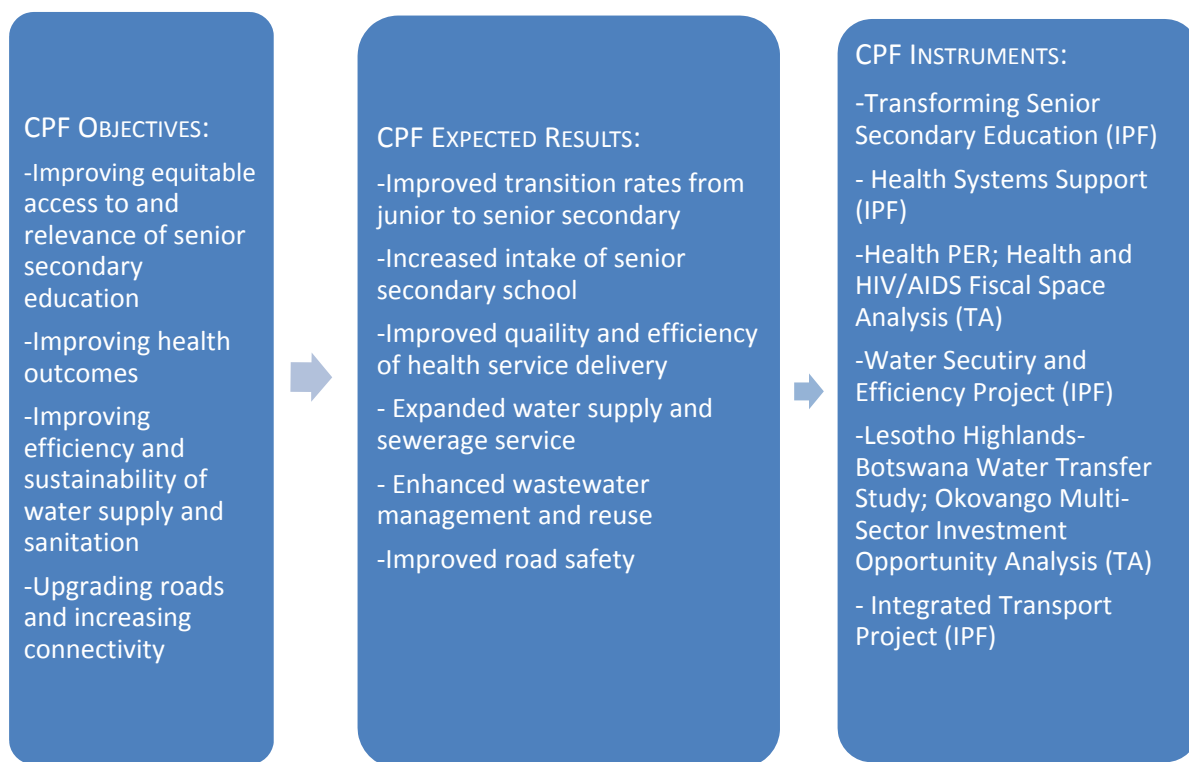 CPF OBJECTIVES:
-Improving equitable
access to and
relevance of senior
secondary
education
-Improving health
outcomes
-Improving
efficiency and
sustainability of
water supply and
sanitation
-Upgrading roads
and increasing
connectivity
CPF EXPECTED RESULTS:
-Improved transition rates from
junior to senior secondary
-Increased intake of senior
secondary school
-Improved quaility and efficiency
of health service delivery
- Expanded water supply and
sewerage service
- Enhanced wastewater
management and reuse
-Improved road safety
CPF INSTRUMENTS:
-Transforming Senior
Secondary Education (IPF)
- Health Systems Support
(IPF)
-Health PER; Health and
HIV/AIDS Fiscal Space
Analysis (TA)
-Water Secutiry and
Efficiency Project (IPF)
-Lesotho Highlands-
Botswana Water Transfer
Study; Okovango Multi-
Sector Investment
Opportunity Analysis (TA)
- Integrated Transport
Project (IPF)